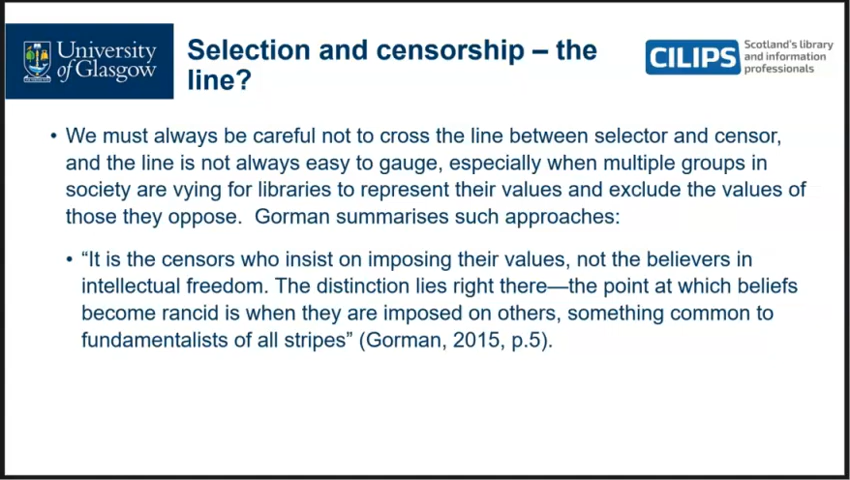 University
of Glasgow
Selection and censorship – the
line?
CILIPS
Scotland's library
and information
professionals
• We must always be careful not to cross the line between selector and censor,
and the line is not always easy to gauge, especially when multiple groups in
society are vying for libraries to represent their values and exclude the values of
those they oppose.  Gorman summarises such approaches:
• “It is the censors who insist on imposing their values, not the believers in
intellectual freedom. The distinction lies right there—the point at which beliefs
become rancid is when they are imposed on others, something common to
fundamentalists of all stripes” (Gorman, 2015, p.5).